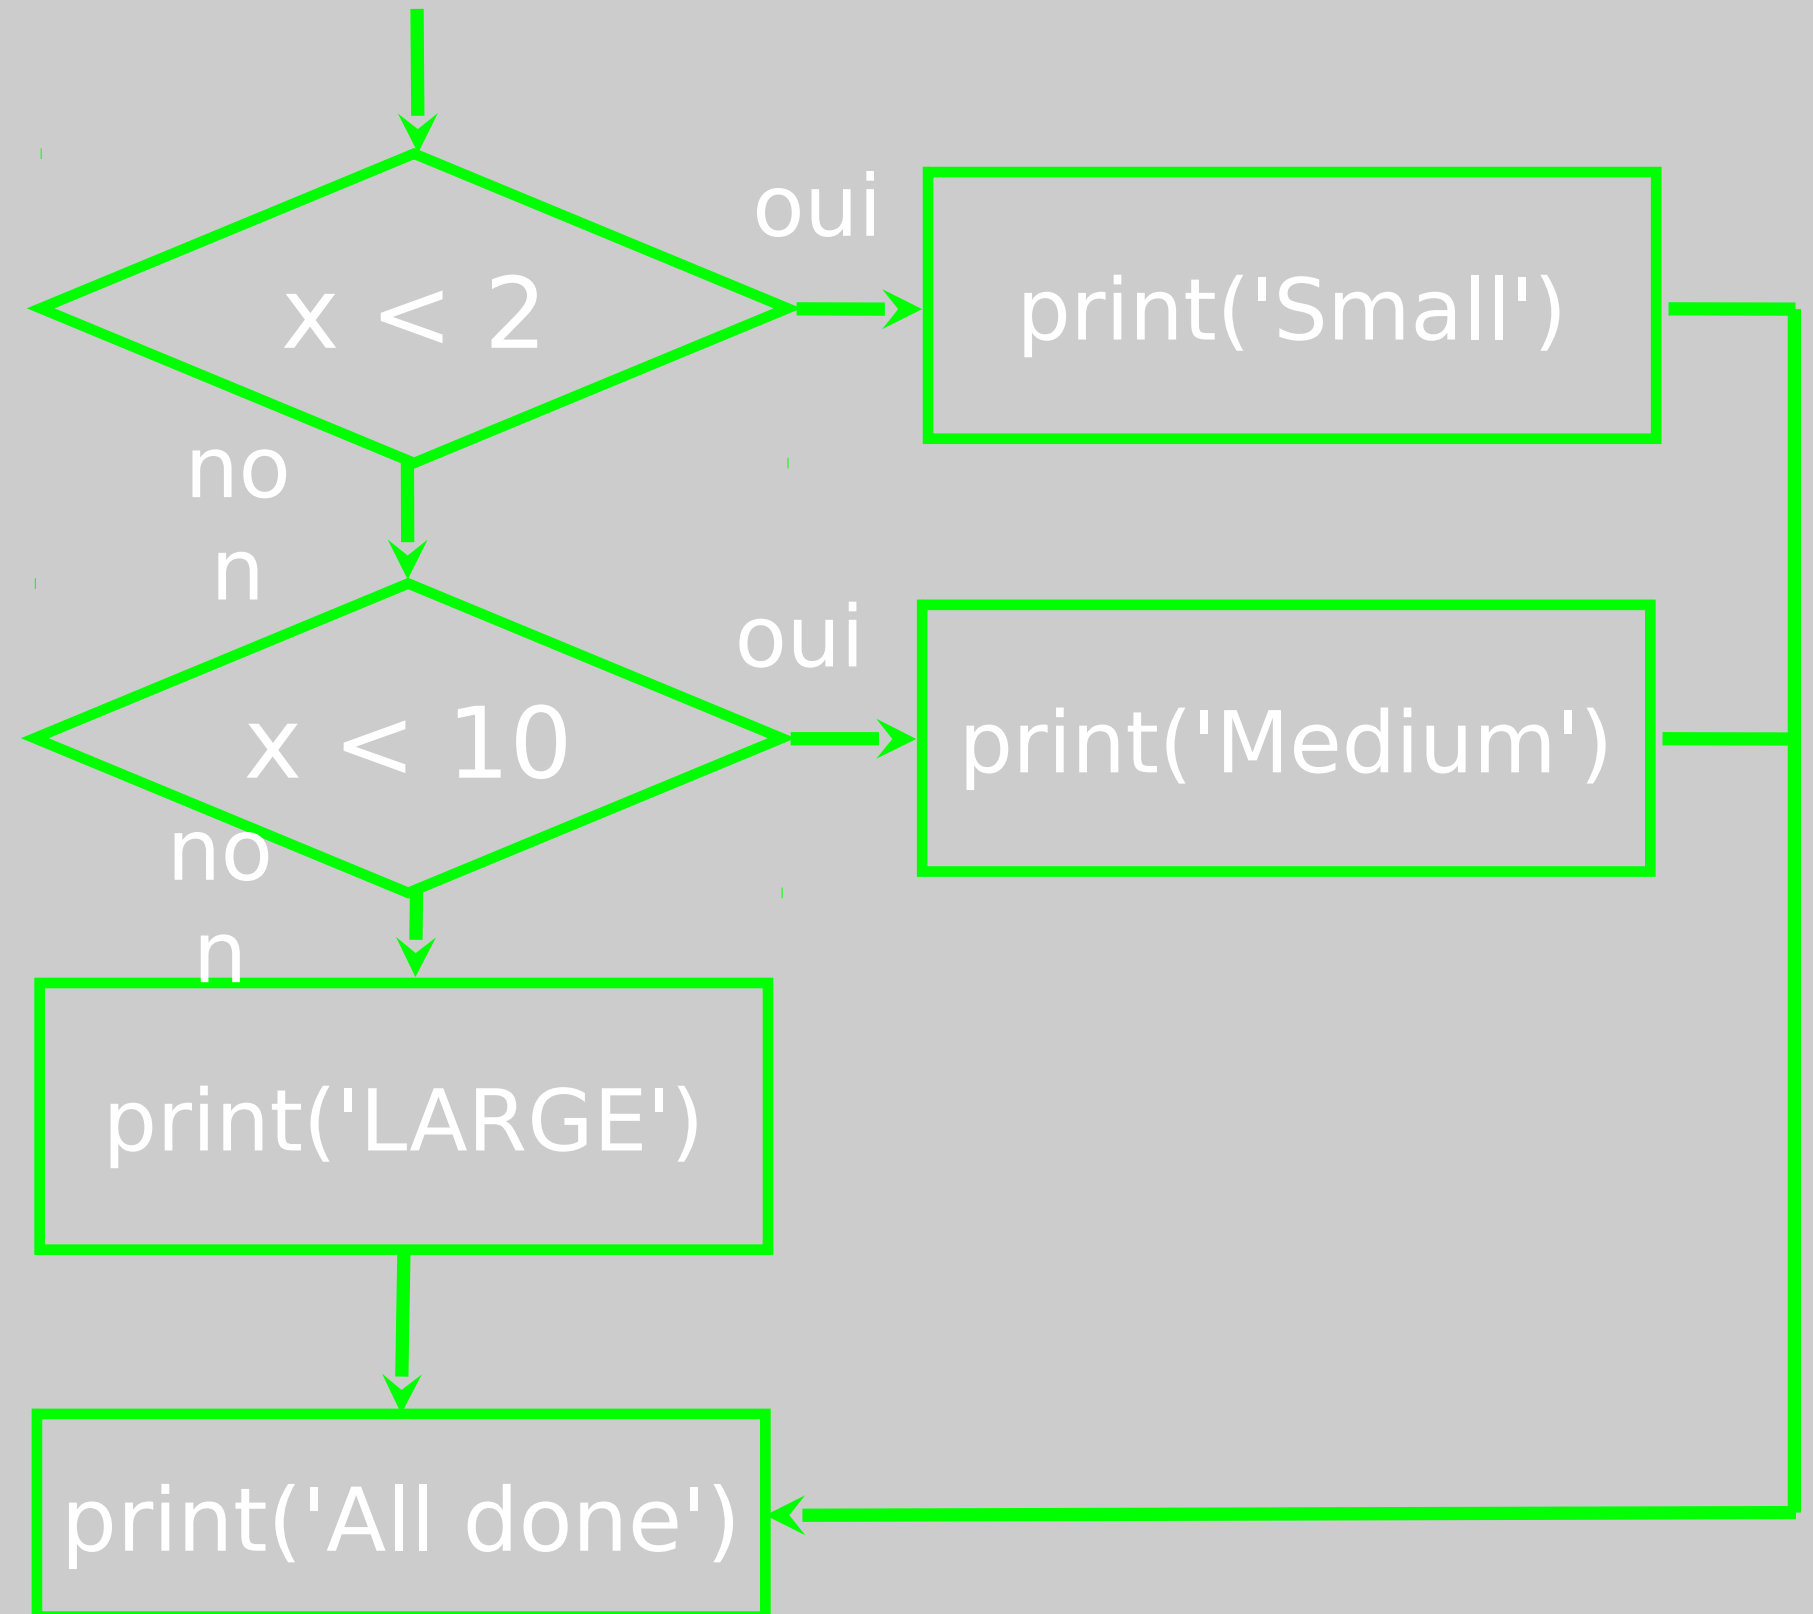 oui
x < 2
print('Small')
no
n
oui
x < 10
print('Medium')
no
n
print('LARGE')
print('All done')